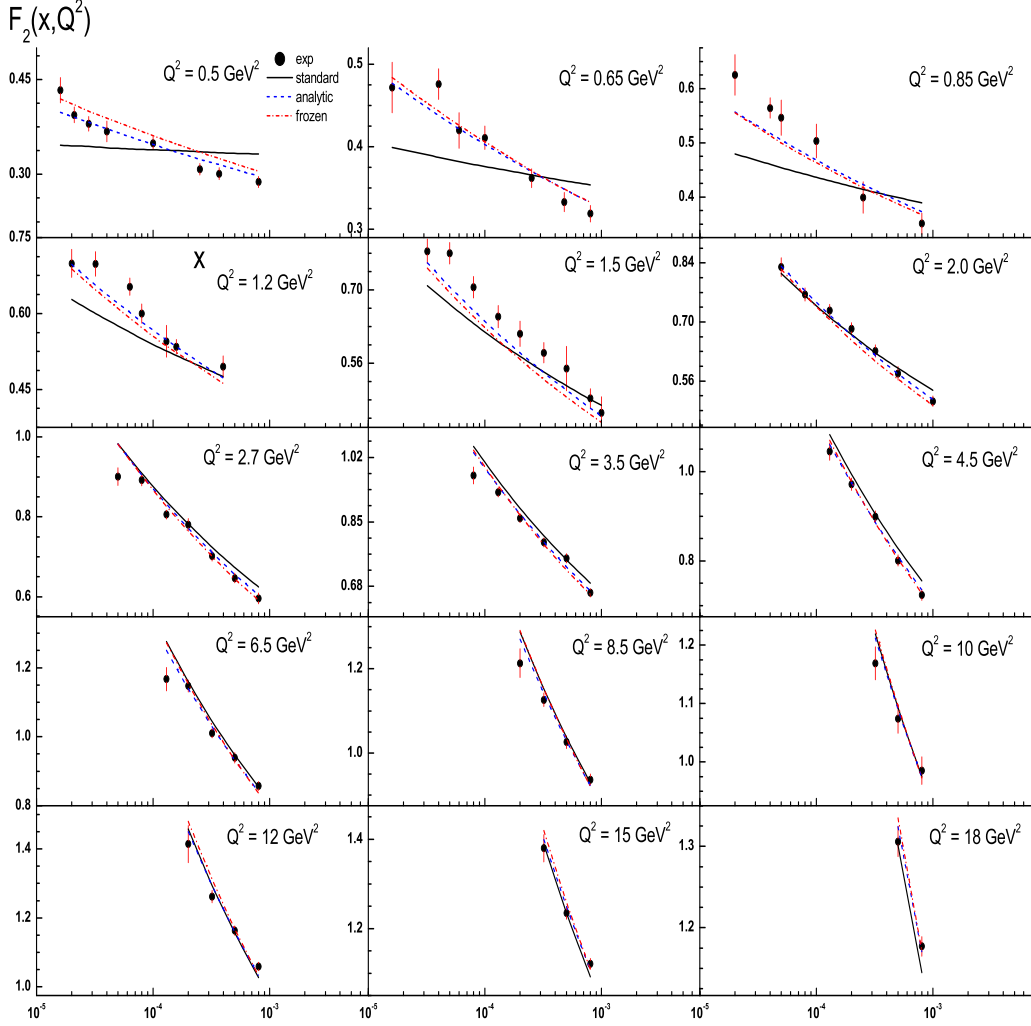 F₂(x,Q²)
Q² = 0.5 GeV²
exp
standard
analytic
frozen
0.45
0.30
Q² = 0.65 GeV²
0.5
0.4
0.3
Q² = 0.85 GeV²
0.6
0.5
0.4
X
Q² = 1.2 GeV²
0.75
0.60
0.45
Q² = 1.5 GeV²
0.70
0.56
Q² = 2.0 GeV²
0.84
0.70
0.56
Q² = 2.7 GeV²
1.0
0.8
0.6
Q² = 3.5 GeV²
1.02
0.85
0.68
Q² = 4.5 GeV²
1.0
0.8
Q² = 6.5 GeV²
1.2
1.0
0.8
Q² = 8.5 GeV²
1.2
1.0
Q² = 10 GeV²
1.2
1.1
1.0
Q² = 12 GeV²
1.4
1.2
1.0
Q² = 15 GeV²
1.4
1.2
Q² = 18 GeV²
1.3
1.2
10⁻⁵ 10⁻⁴ 10⁻³ 10⁻⁵ 10⁻⁴ 10⁻³ 10⁻⁵ 10⁻⁴ 10⁻³